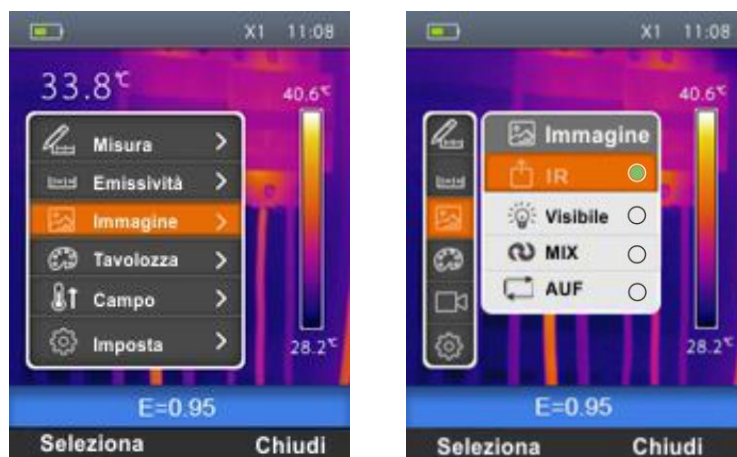 X1 11:08
33.8℃
40.6℃
Misura
Emissività
Immagine
Tavolozza
Campo
Imposta
28.2℃
E=0.95
Seleziona Chiudi
X1 11:08
40.6℃
Immagine
IR
Visibile
MIX
AUF
28.2℃
E=0.95
Seleziona Chiudi